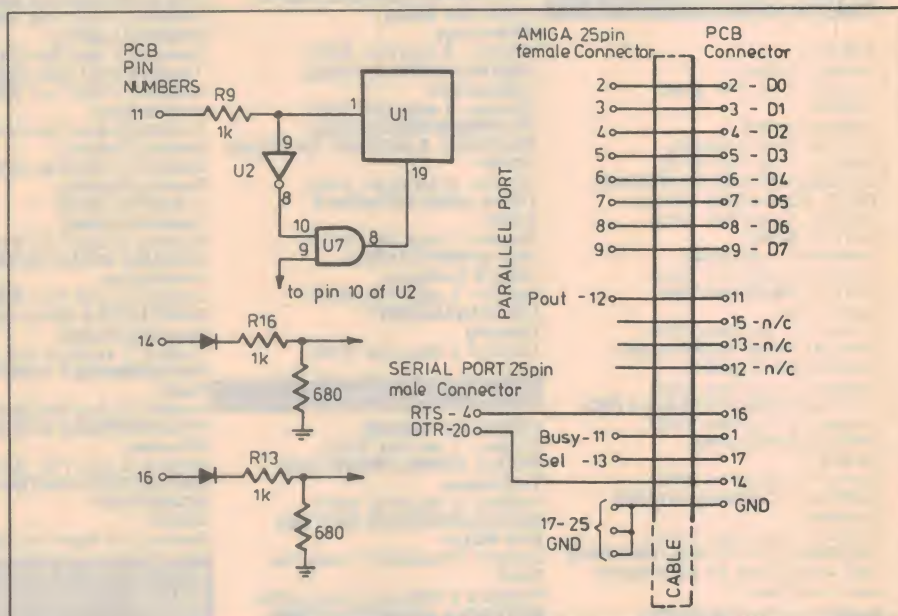 PCB
PIN
NUMBERS
11
R9
1k
1
U1
9
U2
8
19
10
U7
8
9
to pin 10 of U2
14
R16
1k
680
16
R13
1k
680
AMIGA 25pin
female Connector
PCB
Connector
PARALLEL PORT
2
2 - D0
3
3 - D1
4
4 - D2
5
5 - D3
6
6 - D4
7
7 - D5
8
8 - D6
9
9 - D7
Pout -12
11
15 -n/c
13 -n/c
12 -n/c
SERIAL PORT 25pin
male Connector
RTS - 4
16
DTR -20
Busy -11
1
Sel -13
17
14
GND
17-25
GND
CABLE